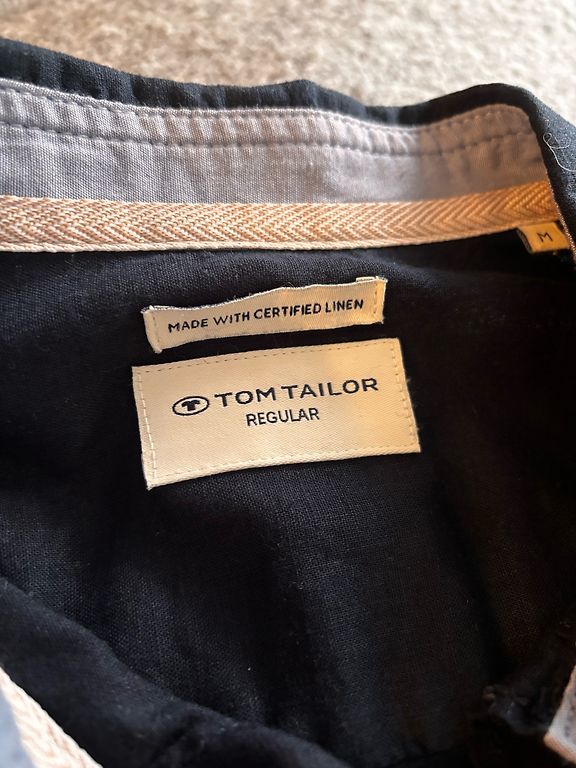 M
MADE WITH CERTIFIED LINEN
TOM TAILOR
REGULAR